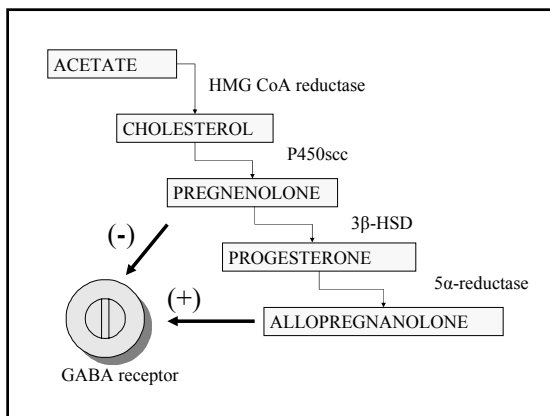 ACETATE
HMG CoA reductase
CHOLESTEROL
P450scc
PREGNENOLONE
(-)
3β-HSD
PROGESTERONE
5α-reductase
(+)
ALLOPREGNANOLONE
GABA receptor